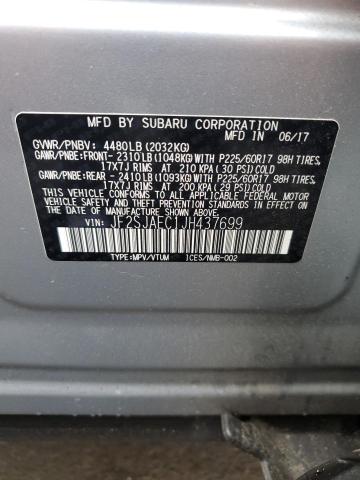 MFD BY SUBARU CORPORATION
GVWR/PNBV: 4480LB(2032KG) MFD IN 06/17
GAWR/PNBE:FRONT- 2310LB(1048KG)WITH P225/60R17 98H TIRES,
17X7J RIMS AT 210 KPA(30 PSI)COLD
GAWR/PNBE:REAR - 2410LB(1093KG)WITH P225/60R17 98H TIRES,
17X7J RIMS AT 200 KPA(29 PSI)COLD
THIS VEHICLE CONFORMS TO ALL APPLICABLE FEDERAL MOTOR
VEHICLE SAFETY AND THEFT PREVENTION STANDARDS IN
EFFECT ON THE DATE OF MANUFACTURE SHOWN ABOVE.
VIN: JF2SJAEC1JH437699
TYPE:MPV/VTUM ICES/NMB-002